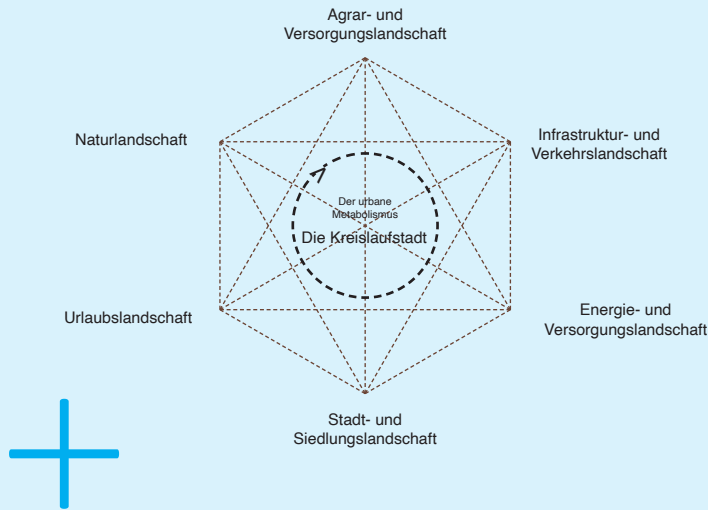 Agrar- und
Versorgungslandschaft
Naturlandschaft
Infrastruktur- und
Verkehrslandschaft
Der urbane
Metabolismus
Die Kreislaufstadt
Urlaubslandschaft
Energie- und
Versorgungslandschaft
Stadt- und
Siedlungslandschaft